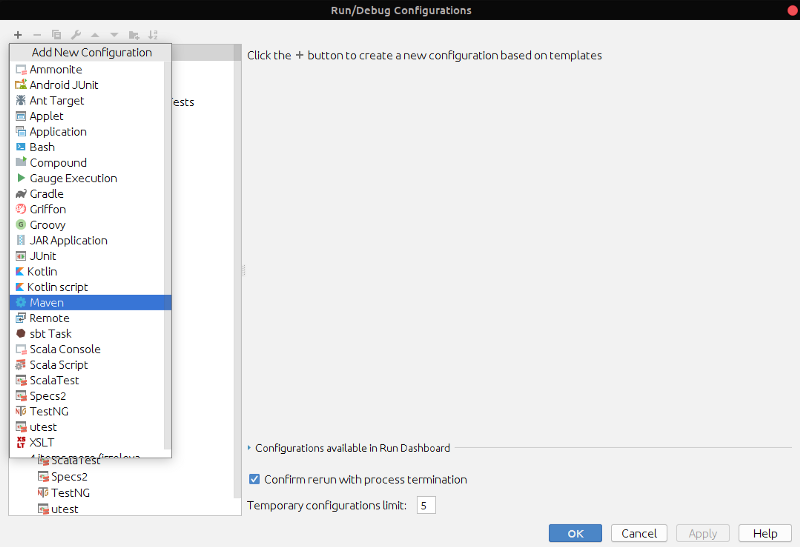 Run/Debug Configurations
Add New Configuration
Ammonite
Android JUnit
Ant Target
Applet
Application
Bash
Compound
Gauge Execution
Gradle
Griffon
Groovy
JAR Application
JUnit
Kotlin
Kotlin script
Maven
Remote
sbt Task
Scala Console
Scala Script
ScalaTest
Specs2
TestNG
utest
XSLT
ScalaTest
Specs2
TestNG
utest
Click the + button to create a new configuration based on templates
Configurations available in Run Dashboard
Confirm rerun with process termination
Temporary configurations limit: 5
OK
Cancel
Apply
Help